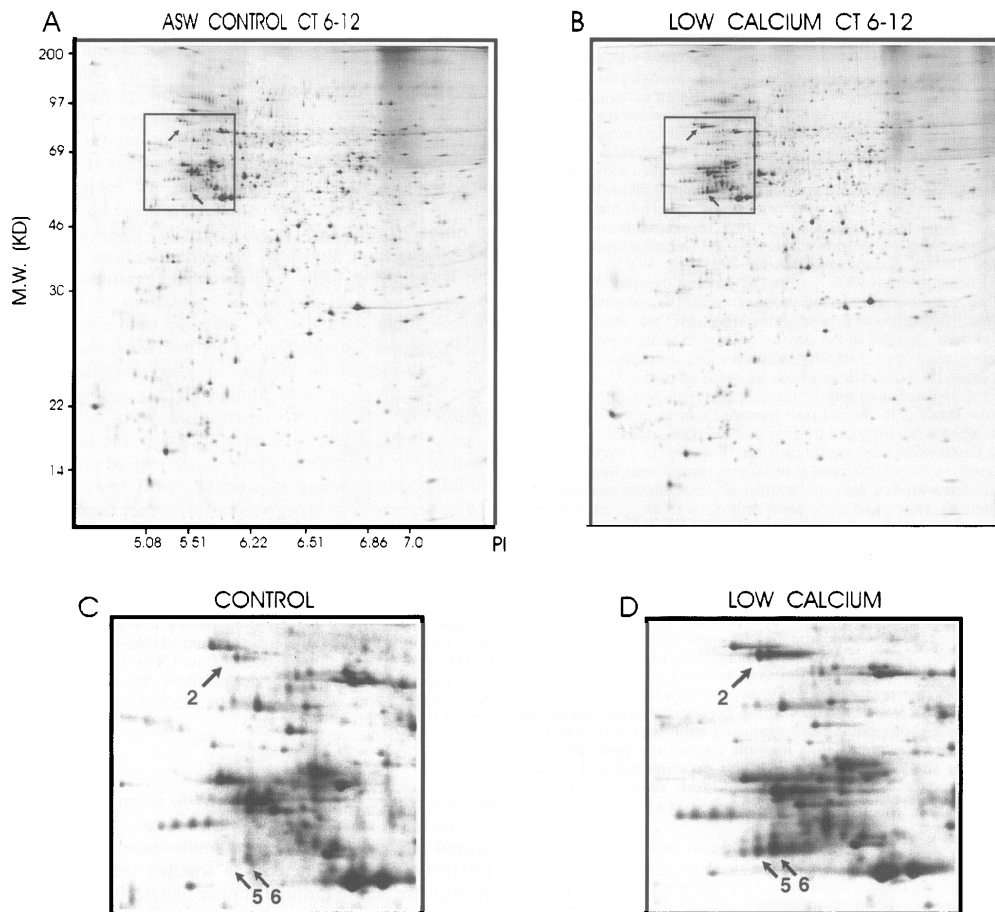 A ASW CONTROL CT 6-12
B LOW CALCIUM CT 6-12
M.W. (KD)
200
97
69
46
30
22
14
5.08 5.51 6.22 6.51 6.86 7.0 PI
C CONTROL
2
5 6
D LOW CALCIUM
2
5 6